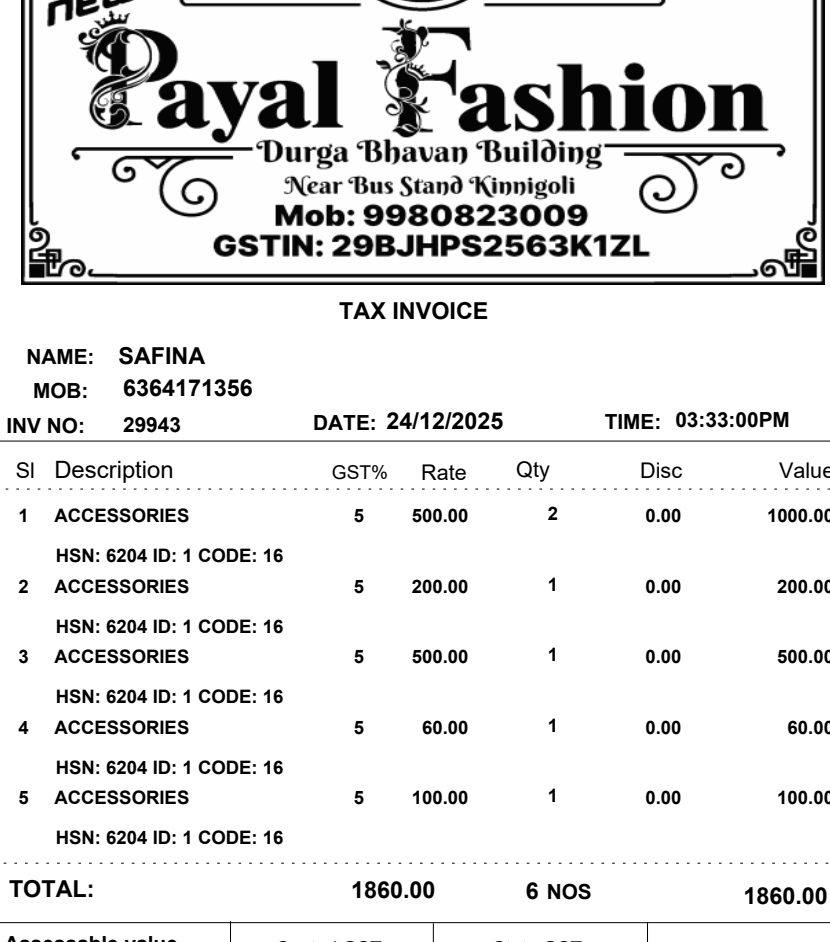 new
Payal Fashion
Durga Bhavan Building
Near Bus Stand Kinnigoli
Mob: 9980823009
GSTIN: 29BJHPS2563K1ZL
TAX INVOICE
NAME: SAFINA
MOB: 6364171356
INV NO: 29943 DATE: 24/12/2025 TIME: 03:33:00PM
Sl Description GST% Rate Qty Disc Value
1 ACCESSORIES 5 500.00 2 0.00 1000.00
HSN: 6204 ID: 1 CODE: 16
2 ACCESSORIES 5 200.00 1 0.00 200.00
HSN: 6204 ID: 1 CODE: 16
3 ACCESSORIES 5 500.00 1 0.00 500.00
HSN: 6204 ID: 1 CODE: 16
4 ACCESSORIES 5 60.00 1 0.00 60.00
HSN: 6204 ID: 1 CODE: 16
5 ACCESSORIES 5 100.00 1 0.00 100.00
HSN: 6204 ID: 1 CODE: 16
TOTAL: 1860.00 6 NOS 1860.00